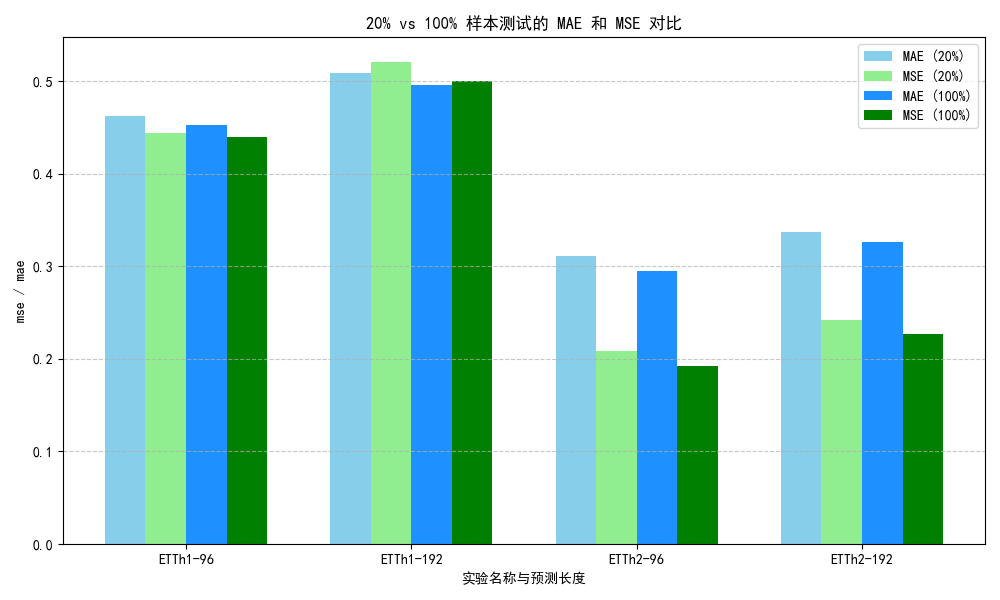 20% vs 100% 样本测试的 MAE 和 MSE 对比
MAE (20%)
MSE (20%)
MAE (100%)
MSE (100%)
mse / mae
0.5
0.4
0.3
0.2
0.1
0.0
ETTh1-96
ETTh1-192
ETTh2-96
ETTh2-192
实验名称与预测长度